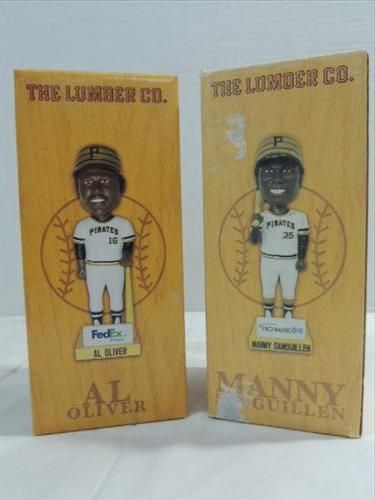 THE LUMBER CO.
P
PIRATES
16
FedEx
AL OLIVER
AL
OLIVER
THE LUMBER CO.
P
PIRATES
35
MANNY SANGUILLEN
MANNY
GUILLEN